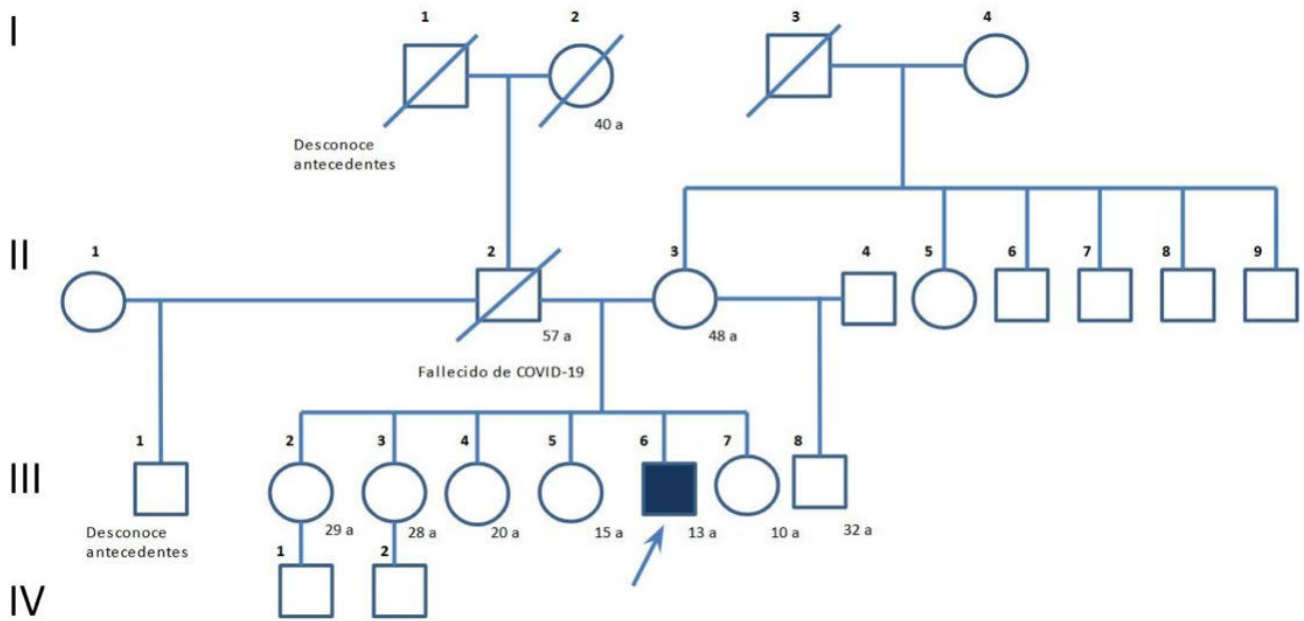 I
1
2
3
4
40 a
Desconoce
antecedentes
II
1
2
3
4
5
6
7
8
9
57 a
48 a
Fallecido de COVID-19
III
1
2
3
4
5
6
7
8
Desconoce
antecedentes
29 a
28 a
20 a
15 a
13 a
10 a
32 a
IV
1
2